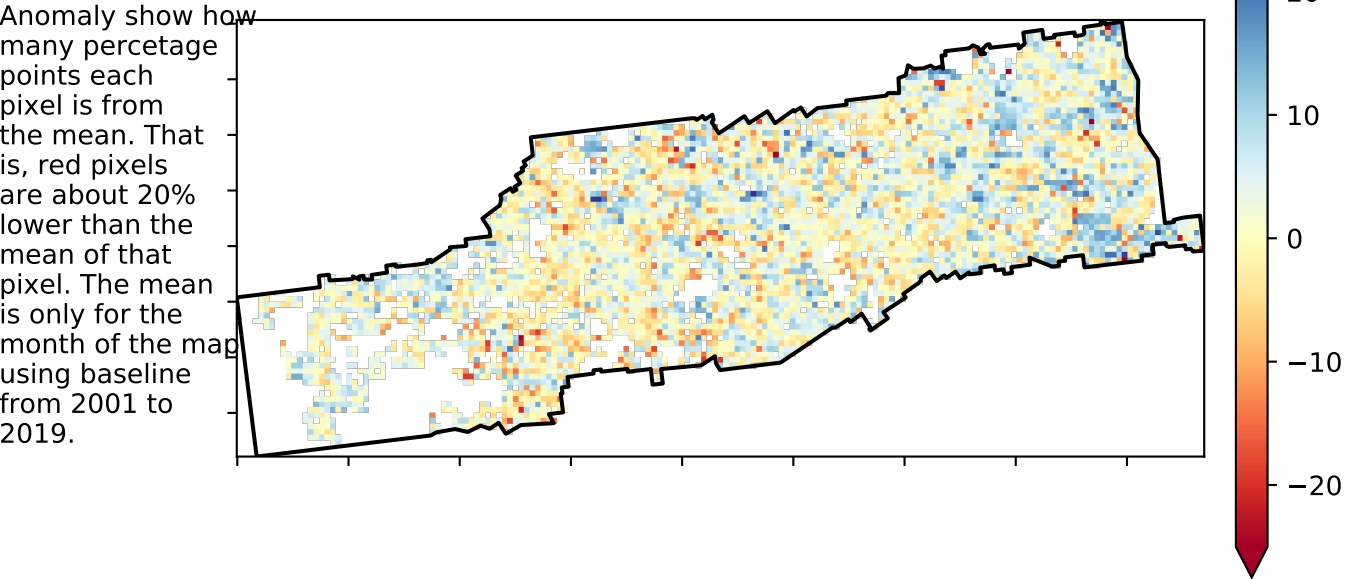 Anomaly show how
many percetage
points each
pixel is from
the mean. That
is, red pixels
are about 20%
lower than the
mean of that
pixel. The mean
is only for the
month of the map
using baseline
from 2001 to
2019.
10
0
−10
−20